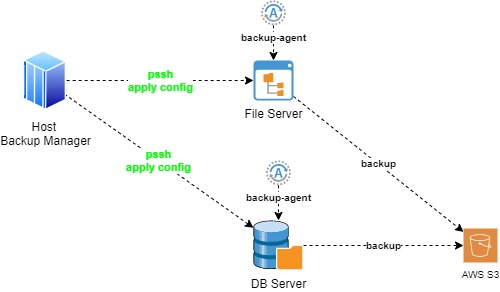 A
backup-agent
pssh
apply config
File Server
Host
Backup Manager
backup
pssh
apply config
A
backup-agent
backup
DB Server
AWS S3